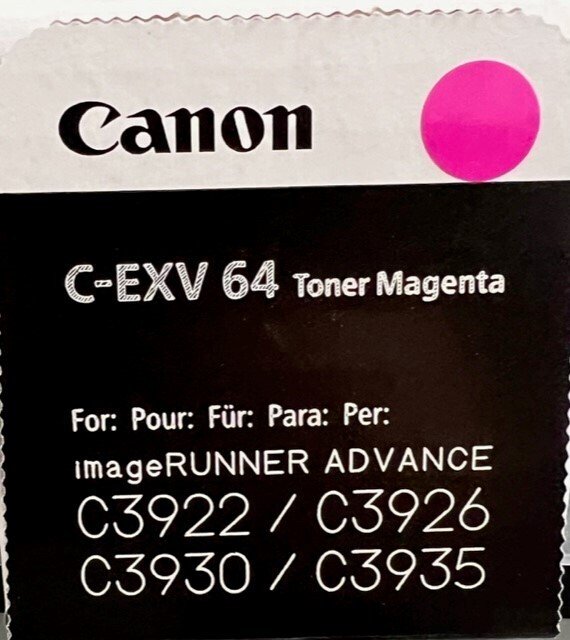 Canon
C-EXV 64 Toner Magenta
For: Pour: Für: Para: Per:
imageRUNNER ADVANCE
C3922 / C3926
C3930 / C3935